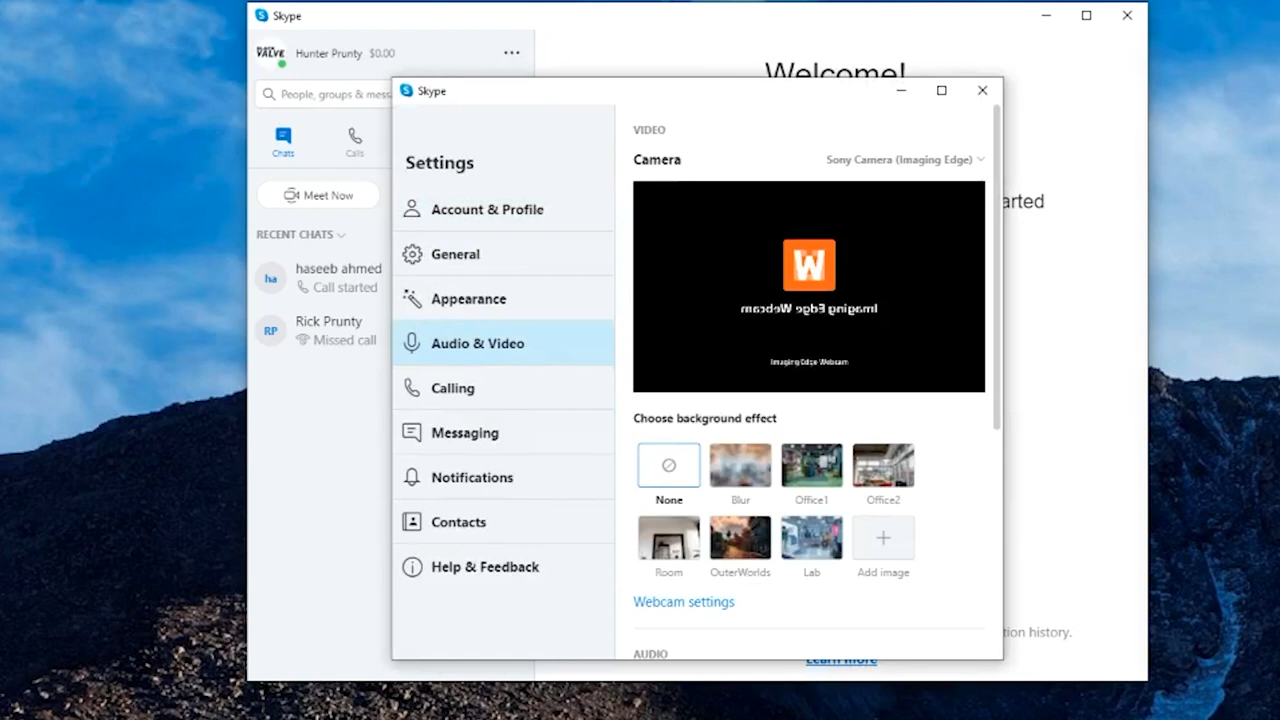 Skype
VALVE
Hunter Prunty $0.00
People, groups & mess
Chats
Calls
Meet Now
RECENT CHATS
ha
haseeb ahmed
Call started
RP
Rick Prunty
Missed call
Welcome!
arted
tion history.
Learn more
Skype
Settings
Account & Profile
General
Appearance
Audio & Video
Calling
Messaging
Notifications
Contacts
Help & Feedback
VIDEO
Camera
Sony Camera (Imaging Edge)
W
Imaging Edge Webcam
Imaging Edge Webcam
Choose background effect
None
Blur
Office1
Office2
Room
OuterWorlds
Lab
Add image
Webcam settings
AUDIO